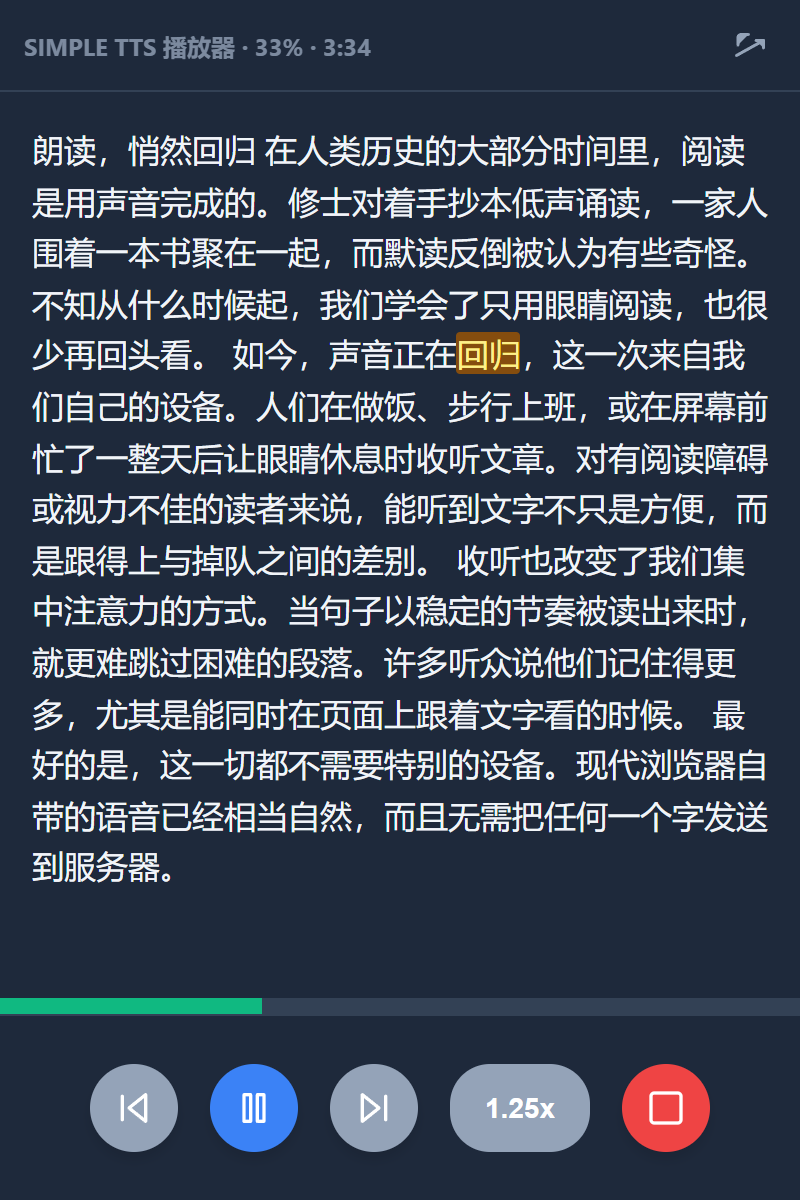 SIMPLE TTS 播放器 · 33% · 3:34
朗读，悄然回归 在人类历史的大部分时间里，阅读
是用声音完成的。修士对着手抄本低声诵读，一家人
围着一本书聚在一起，而默读反倒被认为有些奇怪。
不知从什么时候起，我们学会了只用眼睛阅读，也很
少再回头看。 如今，声音正在回归，这一次来自我
们自己的设备。人们在做饭、步行上班，或在屏幕前
忙了一整天后让眼睛休息时收听文章。对有阅读障碍
或视力不佳的读者来说，能听到文字不只是方便，而
是跟得上与掉队之间的差别。 收听也改变了我们集
中注意力的方式。当句子以稳定的节奏被读出来时，
就更难跳过困难的段落。许多听众说他们记住得更
多，尤其是能同时在页面上跟着文字看的时候。 最
好的是，这一切都不需要特别的设备。现代浏览器自
带的语音已经相当自然，而且无需把任何一个字发送
到服务器。
1.25x